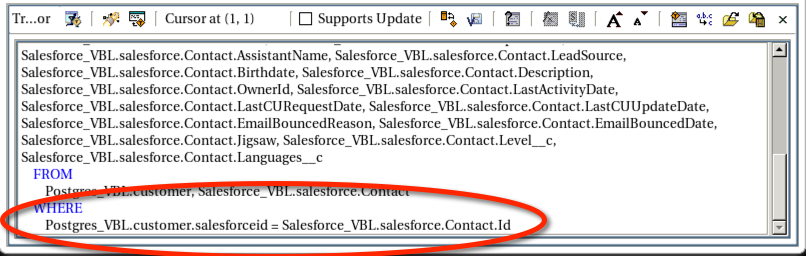 Tr...or Cursor at (1, 1) Supports Update
Salesforce_VBL.salesforce.Contact.AssistantName, Salesforce_VBL.salesforce.Contact.LeadSource,
Salesforce_VBL.salesforce.Contact.Birthdate, Salesforce_VBL.salesforce.Contact.Description,
Salesforce_VBL.salesforce.Contact.OwnerId, Salesforce_VBL.salesforce.Contact.LastActivityDate,
Salesforce_VBL.salesforce.Contact.LastCURequestDate, Salesforce_VBL.salesforce.Contact.LastCUUpdateDate,
Salesforce_VBL.salesforce.Contact.EmailBouncedReason, Salesforce_VBL.salesforce.Contact.EmailBouncedDate,
Salesforce_VBL.salesforce.Contact.Jigsaw, Salesforce_VBL.salesforce.Contact.Level__c,
Salesforce_VBL.salesforce.Contact.Languages__c
FROM
Postgres_VBL.customer, Salesforce_VBL.salesforce.Contact
WHERE
Postgres_VBL.customer.salesforceid = Salesforce_VBL.salesforce.Contact.Id